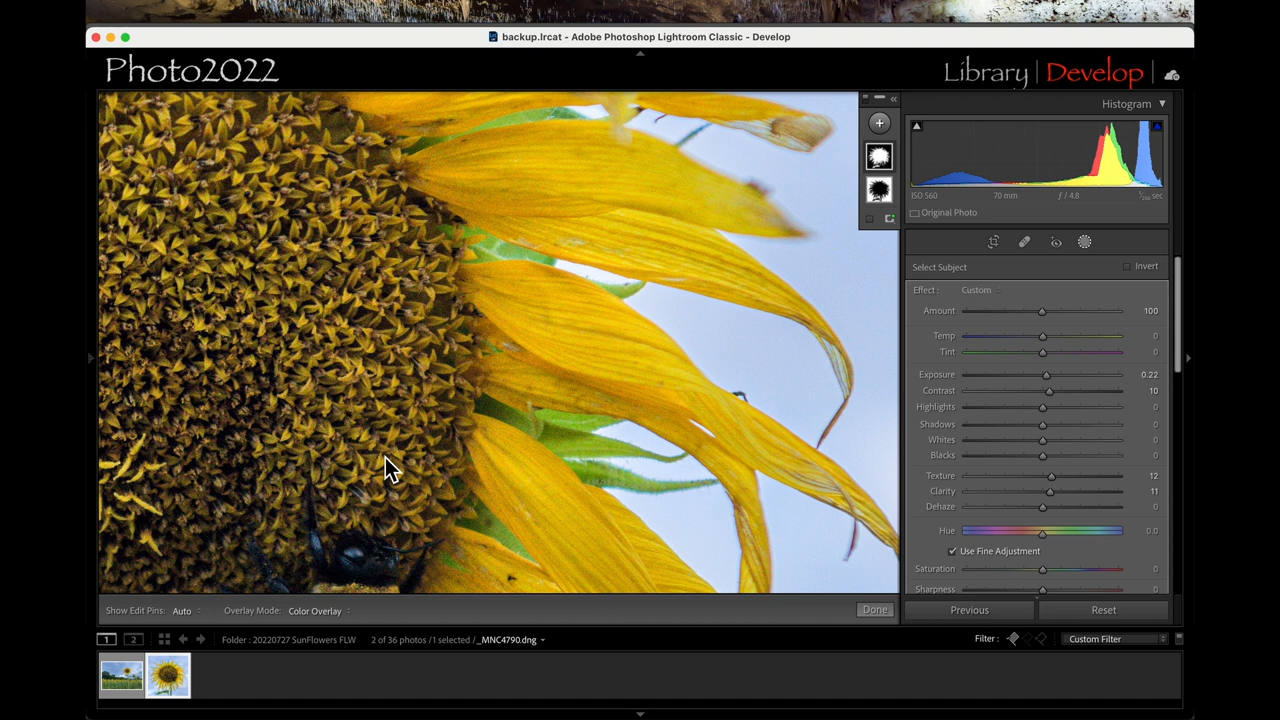 backup.lrcat - Adobe Photoshop Lightroom Classic - Develop
Photo2022
Library | Develop
Histogram
ISO 560 70 mm ƒ / 4.8 sec
Original Photo
Select Subject Invert
Effect : Custom
Amount 100
Temp 0
Tint 0
Exposure 0.22
Contrast 10
Highlights 0
Shadows 0
Whites 0
Blacks 0
Texture 12
Clarity 11
Dehaze 0
Hue 0.0
Use Fine Adjustment
Saturation 0
Sharpness 0
Show Edit Pins: Auto Overlay Mode: Color Overlay Done
Previous Reset
1 2 Folder : 20220727 SunFlowers FLW 2 of 36 photos /1 selected / _MNC4790.dng Filter : Custom Filter